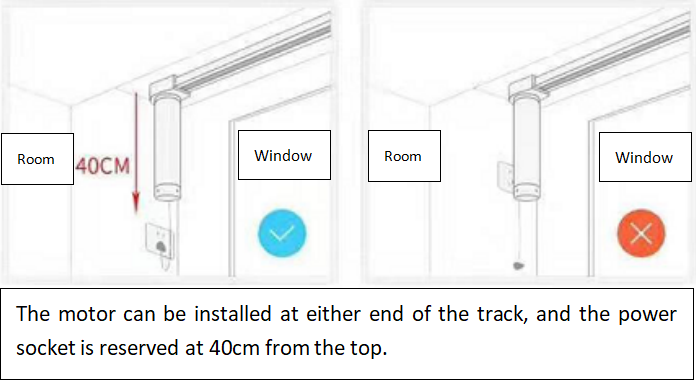 Room
40CM
Window
Room
Window
The motor can be installed at either end of the track, and the power
socket is reserved at 40cm from the top.